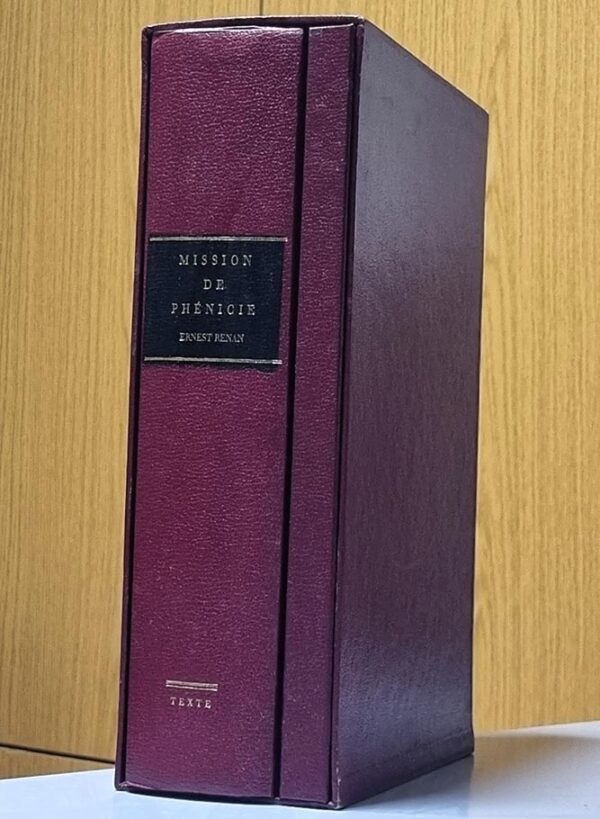 MISSION
DE
PHÉNICIE
ERNEST RENAN
TEXTE